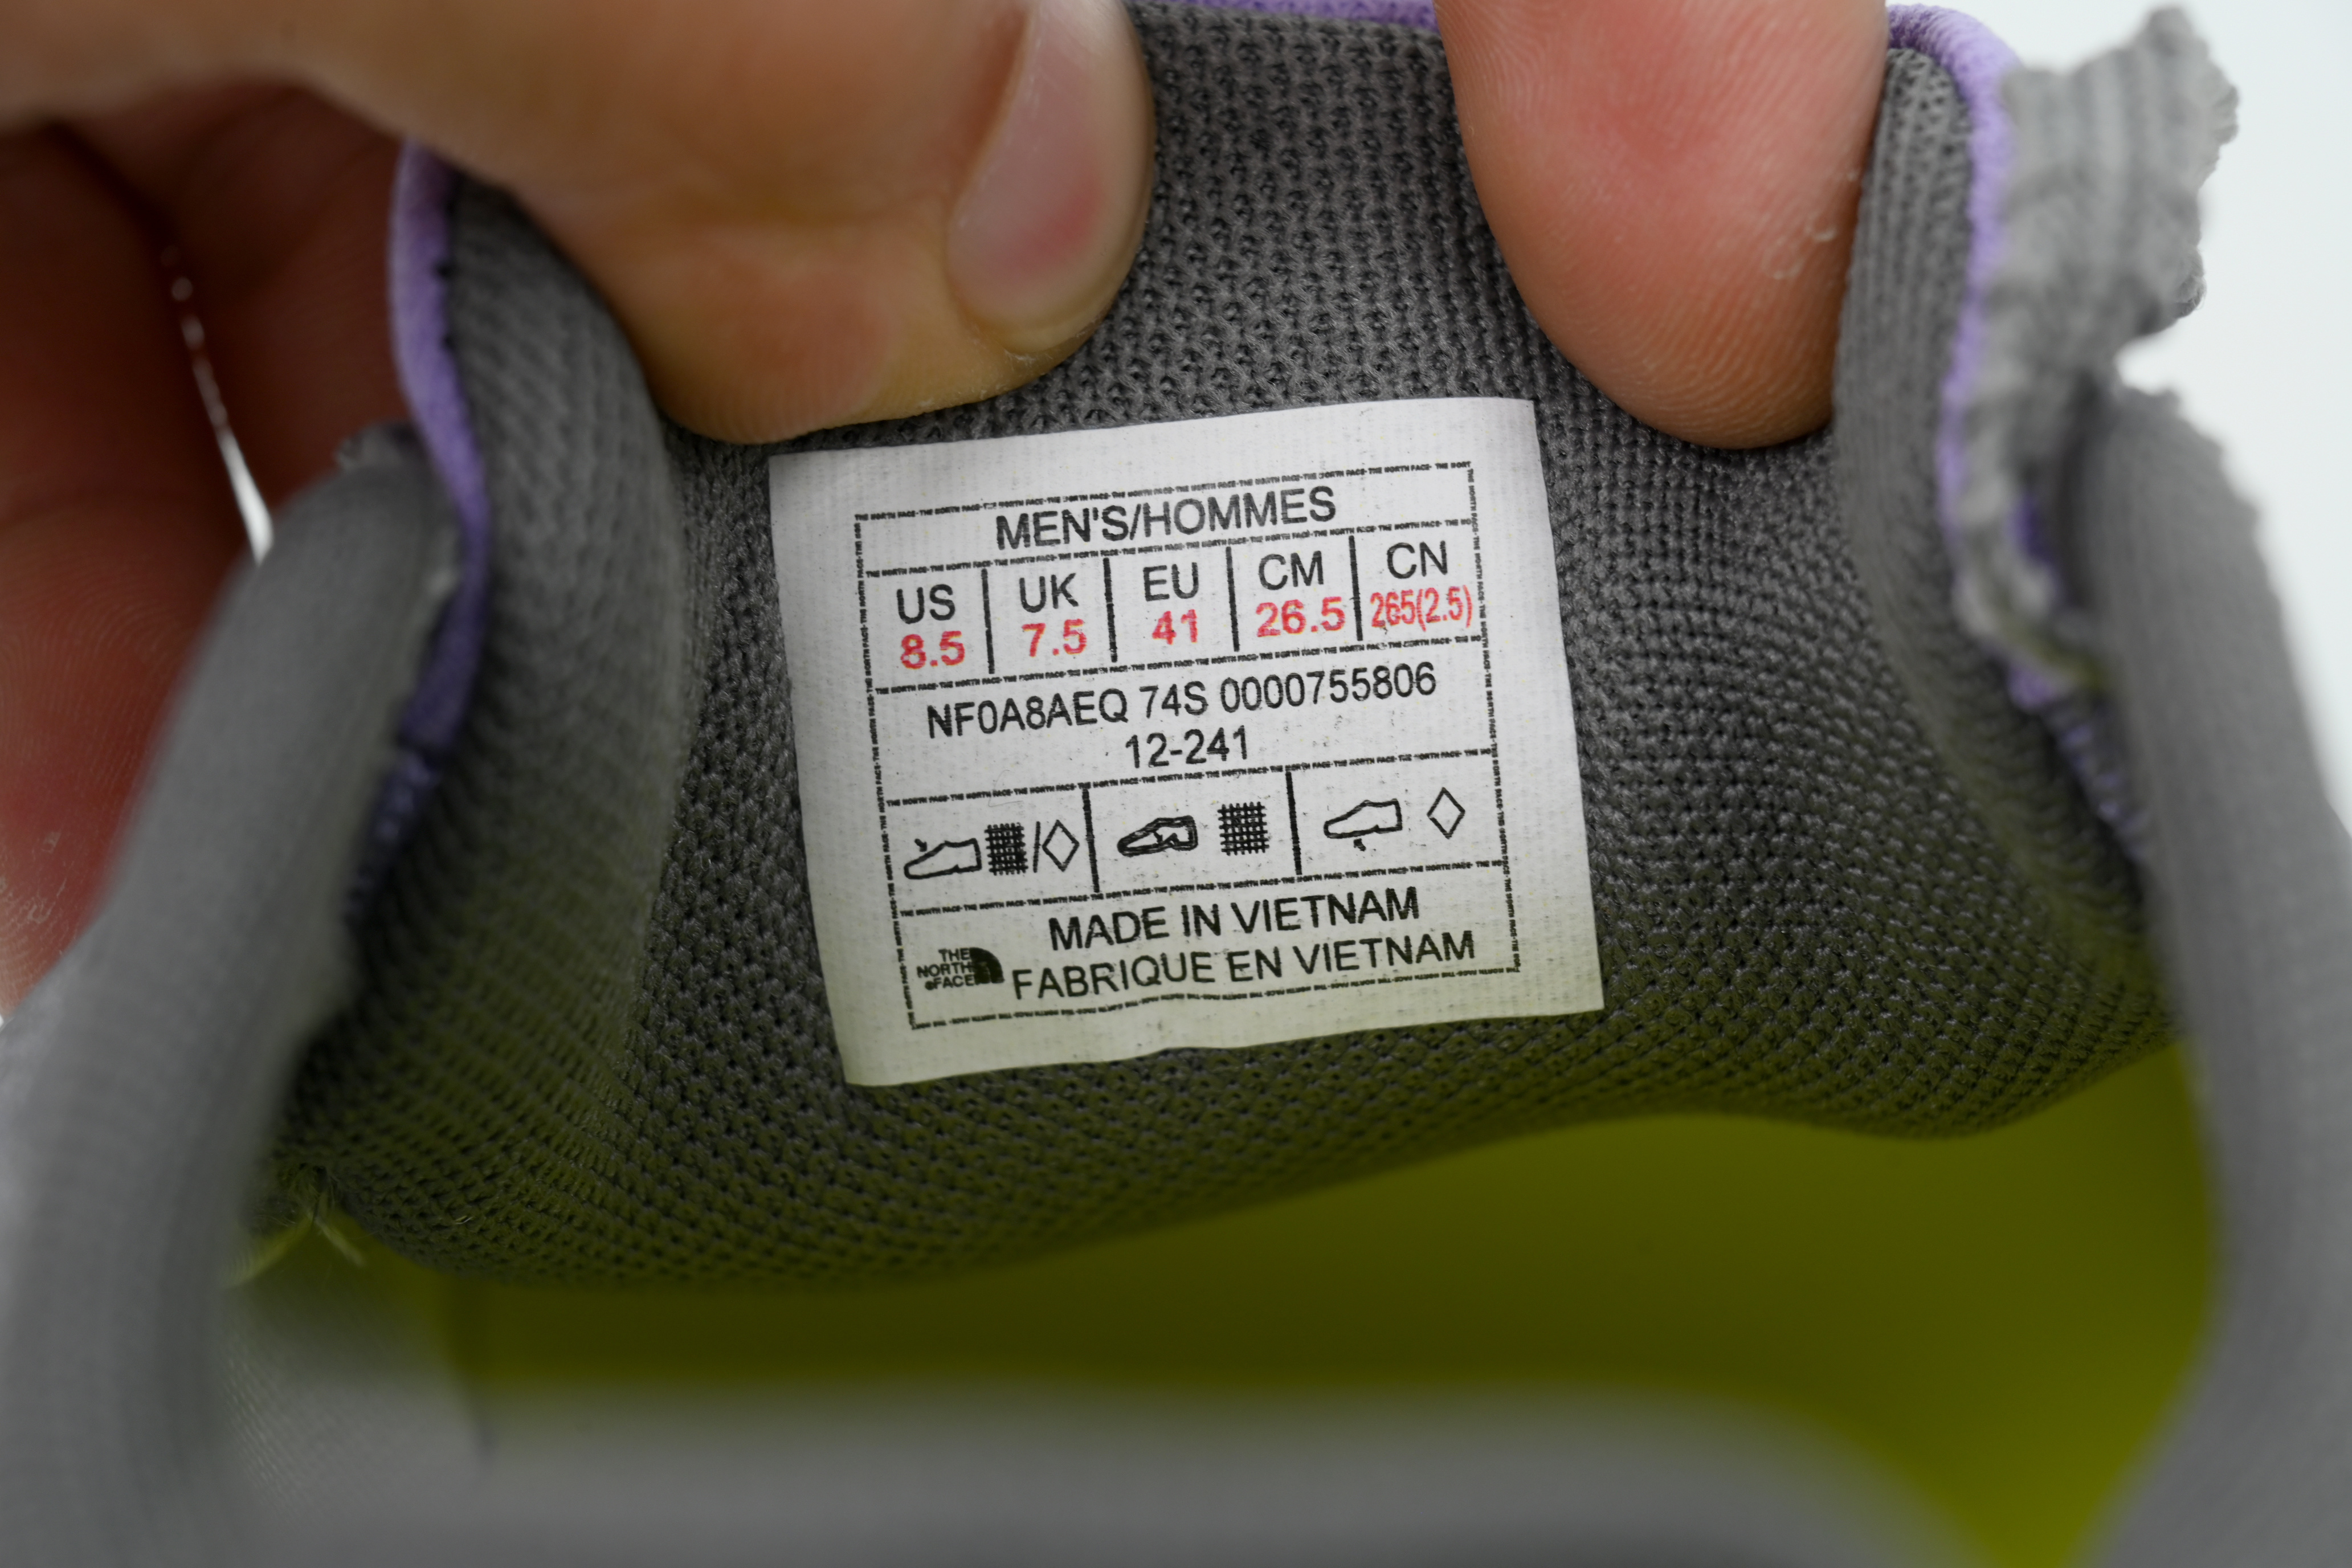 MEN'S/HOMMES
US UK EU CM CN
8.5 7.5 41 26.5 265(2.5)
NF0A8AEQ 74S 0000755806
12-241
MADE IN VIETNAM
FABRIQUE EN VIETNAM
THE
NORTH
FACE